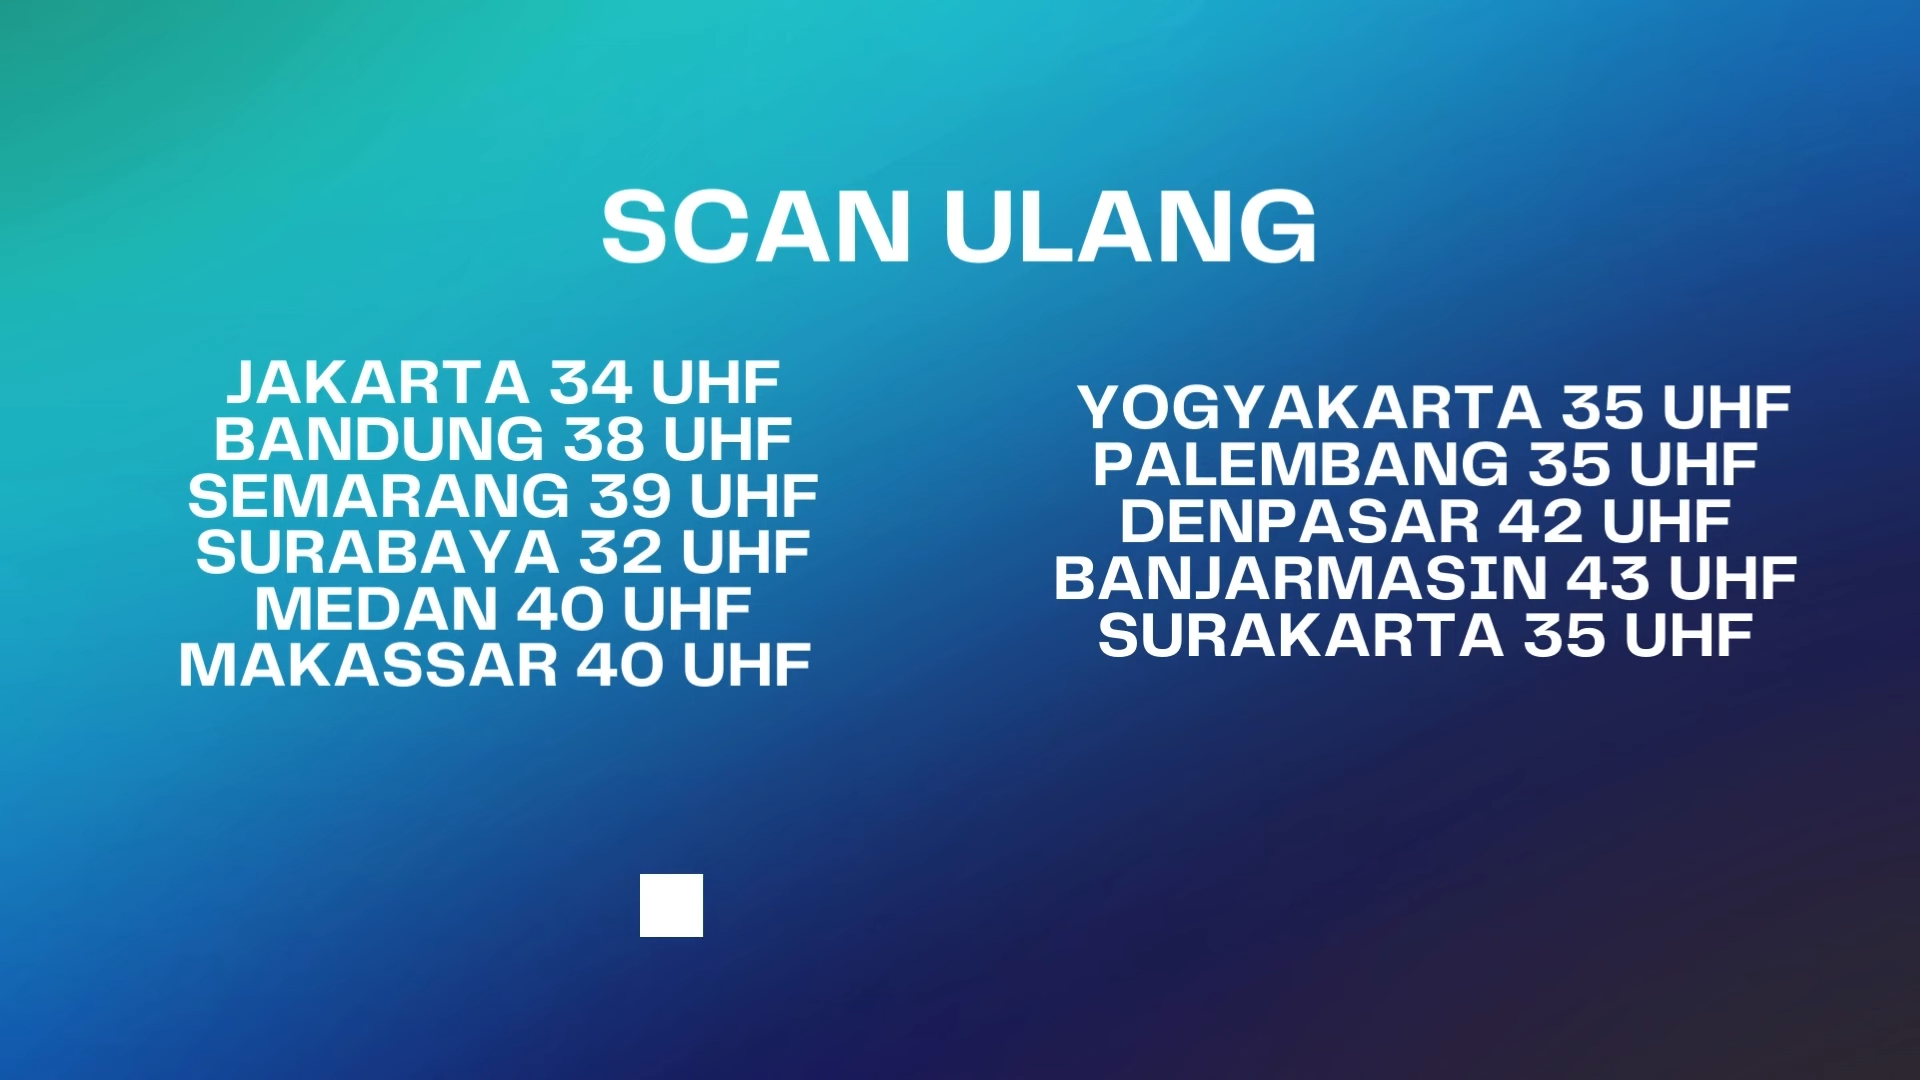 SCAN ULANG
JAKARTA 34 UHF
BANDUNG 38 UHF
SEMARANG 39 UHF
SURABAYA 32 UHF
MEDAN 40 UHF
MAKASSAR 40 UHF
YOGYAKARTA 35 UHF
PALEMBANG 35 UHF
DENPASAR 42 UHF
BANJARMASIN 43 UHF
SURAKARTA 35 UHF